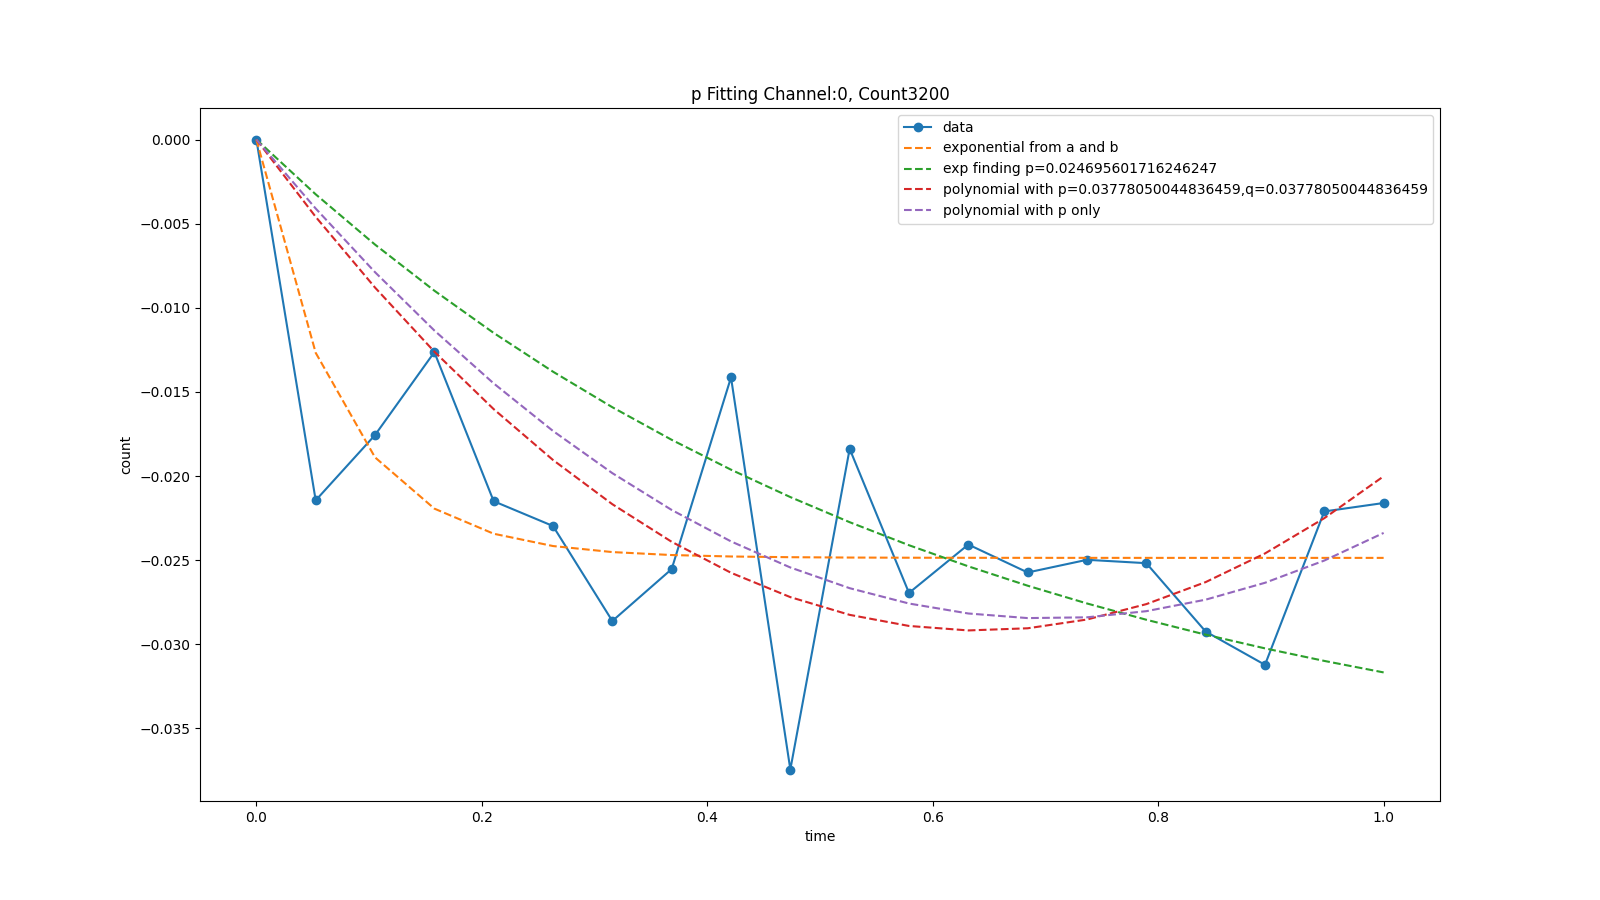 p Fitting Channel:0, Count3200
data
exponential from a and b
exp finding p=0.024695601716246247
polynomial with p=0.03778050044836459,q=0.03778050044836459
polynomial with p only
0.000
−0.005
−0.010
−0.015
−0.020
−0.025
−0.030
−0.035
count
0.0 0.2 0.4 0.6 0.8 1.0
time